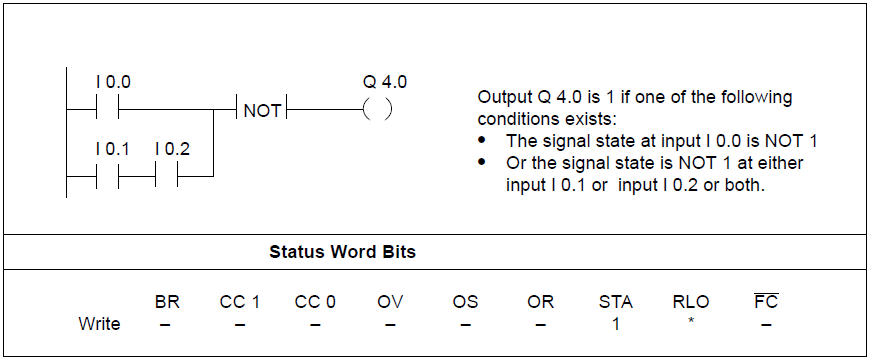 I 0.0
Q 4.0
NOT
I 0.1 I 0.2
Output Q 4.0 is 1 if one of the following
conditions exists:
• The signal state at input I 0.0 is NOT 1
• Or the signal state is NOT 1 at either
input I 0.1 or input I 0.2 or both.
Status Word Bits
BR CC 1 CC 0 OV OS OR STA RLO F̅C̅
Write – – – – – – 1 * –